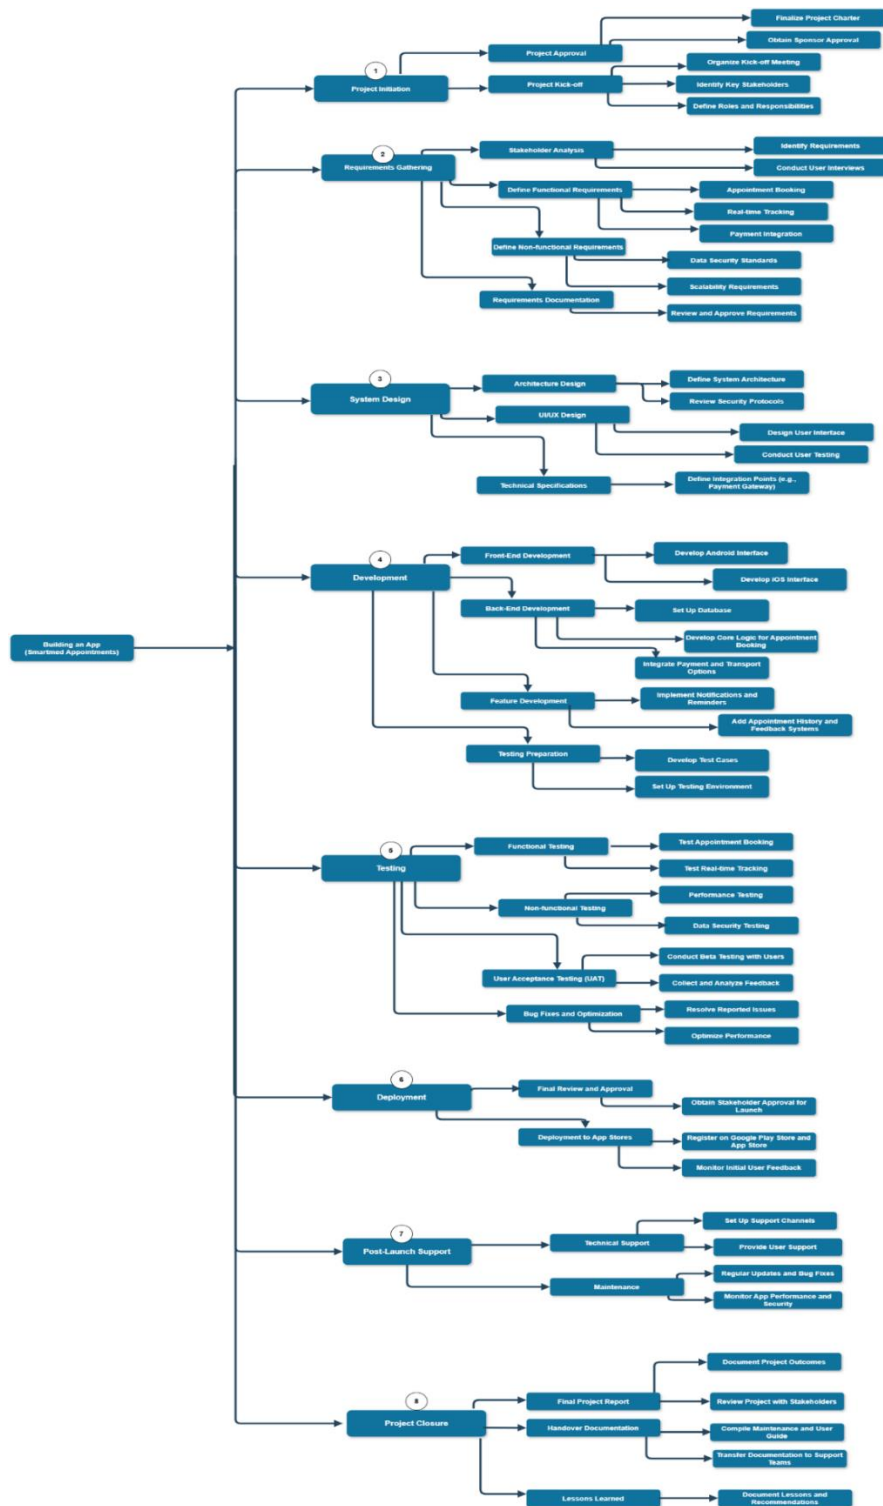 Building an App
(Smartmed Appointments)
1
Project Initiation
Project Approval
Finalize Project Charter
Obtain Sponsor Approval
Project Kick-off
Organize Kick-off Meeting
Identify Key Stakeholders
Define Roles and Responsibilities
2
Requirements Gathering
Stakeholder Analysis
Identify Requirements
Conduct User Interviews
Define Functional Requirements
Appointment Booking
Real-time Tracking
Payment Integration
Define Non-functional Requirements
Data Security Standards
Scalability Requirements
Requirements Documentation
Review and Approve Requirements
3
System Design
Architecture Design
Define System Architecture
Review Security Protocols
UI/UX Design
Design User Interface
Conduct User Testing
Technical Specifications
Define Integration Points (e.g.,
Payment Gateway)
4
Development
Front-End Development
Develop Android Interface
Develop iOS Interface
Back-End Development
Set Up Database
Develop Core Logic for Appointment
Booking
Integrate Payment and Transport
Options
Feature Development
Implement Notifications and
Reminders
Add Appointment History and
Feedback Systems
Testing Preparation
Develop Test Cases
Set Up Testing Environment
5
Testing
Functional Testing
Test Appointment Booking
Test Real-time Tracking
Non-functional Testing
Performance Testing
Data Security Testing
User Acceptance Testing (UAT)
Conduct Beta Testing with Users
Collect and Analyze Feedback
Bug Fixes and Optimization
Resolve Reported Issues
Optimize Performance
6
Deployment
Final Review and Approval
Obtain Stakeholder Approval for
Launch
Deployment to App Stores
Register on Google Play Store and
App Store
Monitor Initial User Feedback
7
Post-Launch Support
Technical Support
Set Up Support Channels
Provide User Support
Maintenance
Regular Updates and Bug Fixes
Monitor App Performance and
Security
8
Project Closure
Final Project Report
Document Project Outcomes
Review Project with Stakeholders
Handover Documentation
Compile Maintenance and User
Guide
Transfer Documentation to Support
Teams
Lessons Learned
Document Lessons and
Recommendations